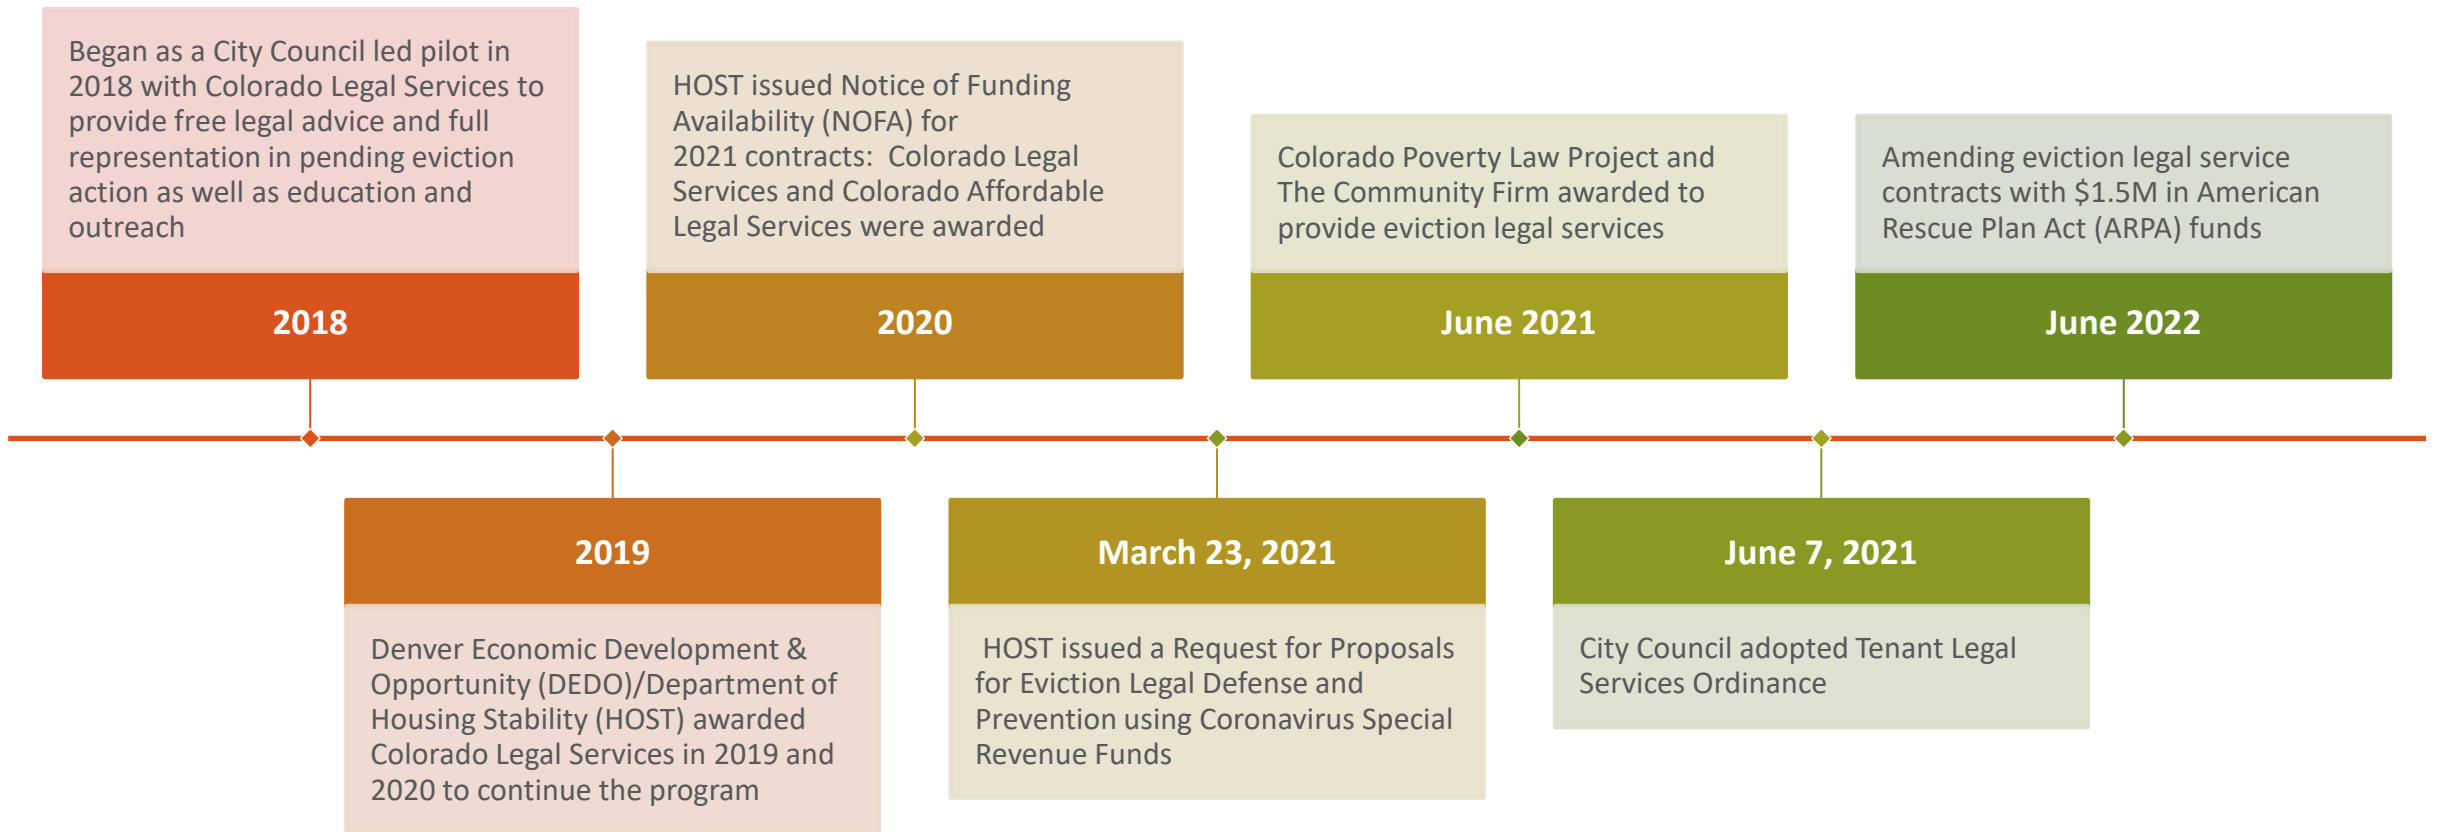 Began as a City Council led pilot in
2018 with Colorado Legal Services to
provide free legal advice and full
representation in pending eviction
action as well as education and
outreach
2018
Denver Economic Development &
Opportunity (DEDO)/Department of
Housing Stability (HOST) awarded
Colorado Legal Services in 2019 and
2020 to continue the program
2019
HOST issued Notice of Funding
Availability (NOFA) for
2021 contracts:  Colorado Legal
Services and Colorado Affordable
Legal Services were awarded
2020
March 23, 2021
HOST issued a Request for Proposals
for Eviction Legal Defense and
Prevention using Coronavirus Special
Revenue Funds
Colorado Poverty Law Project and
The Community Firm awarded to
provide eviction legal services
June 2021
June 7, 2021
City Council adopted Tenant Legal
Services Ordinance
Amending eviction legal service
contracts with $1.5M in American
Rescue Plan Act (ARPA) funds
June 2022